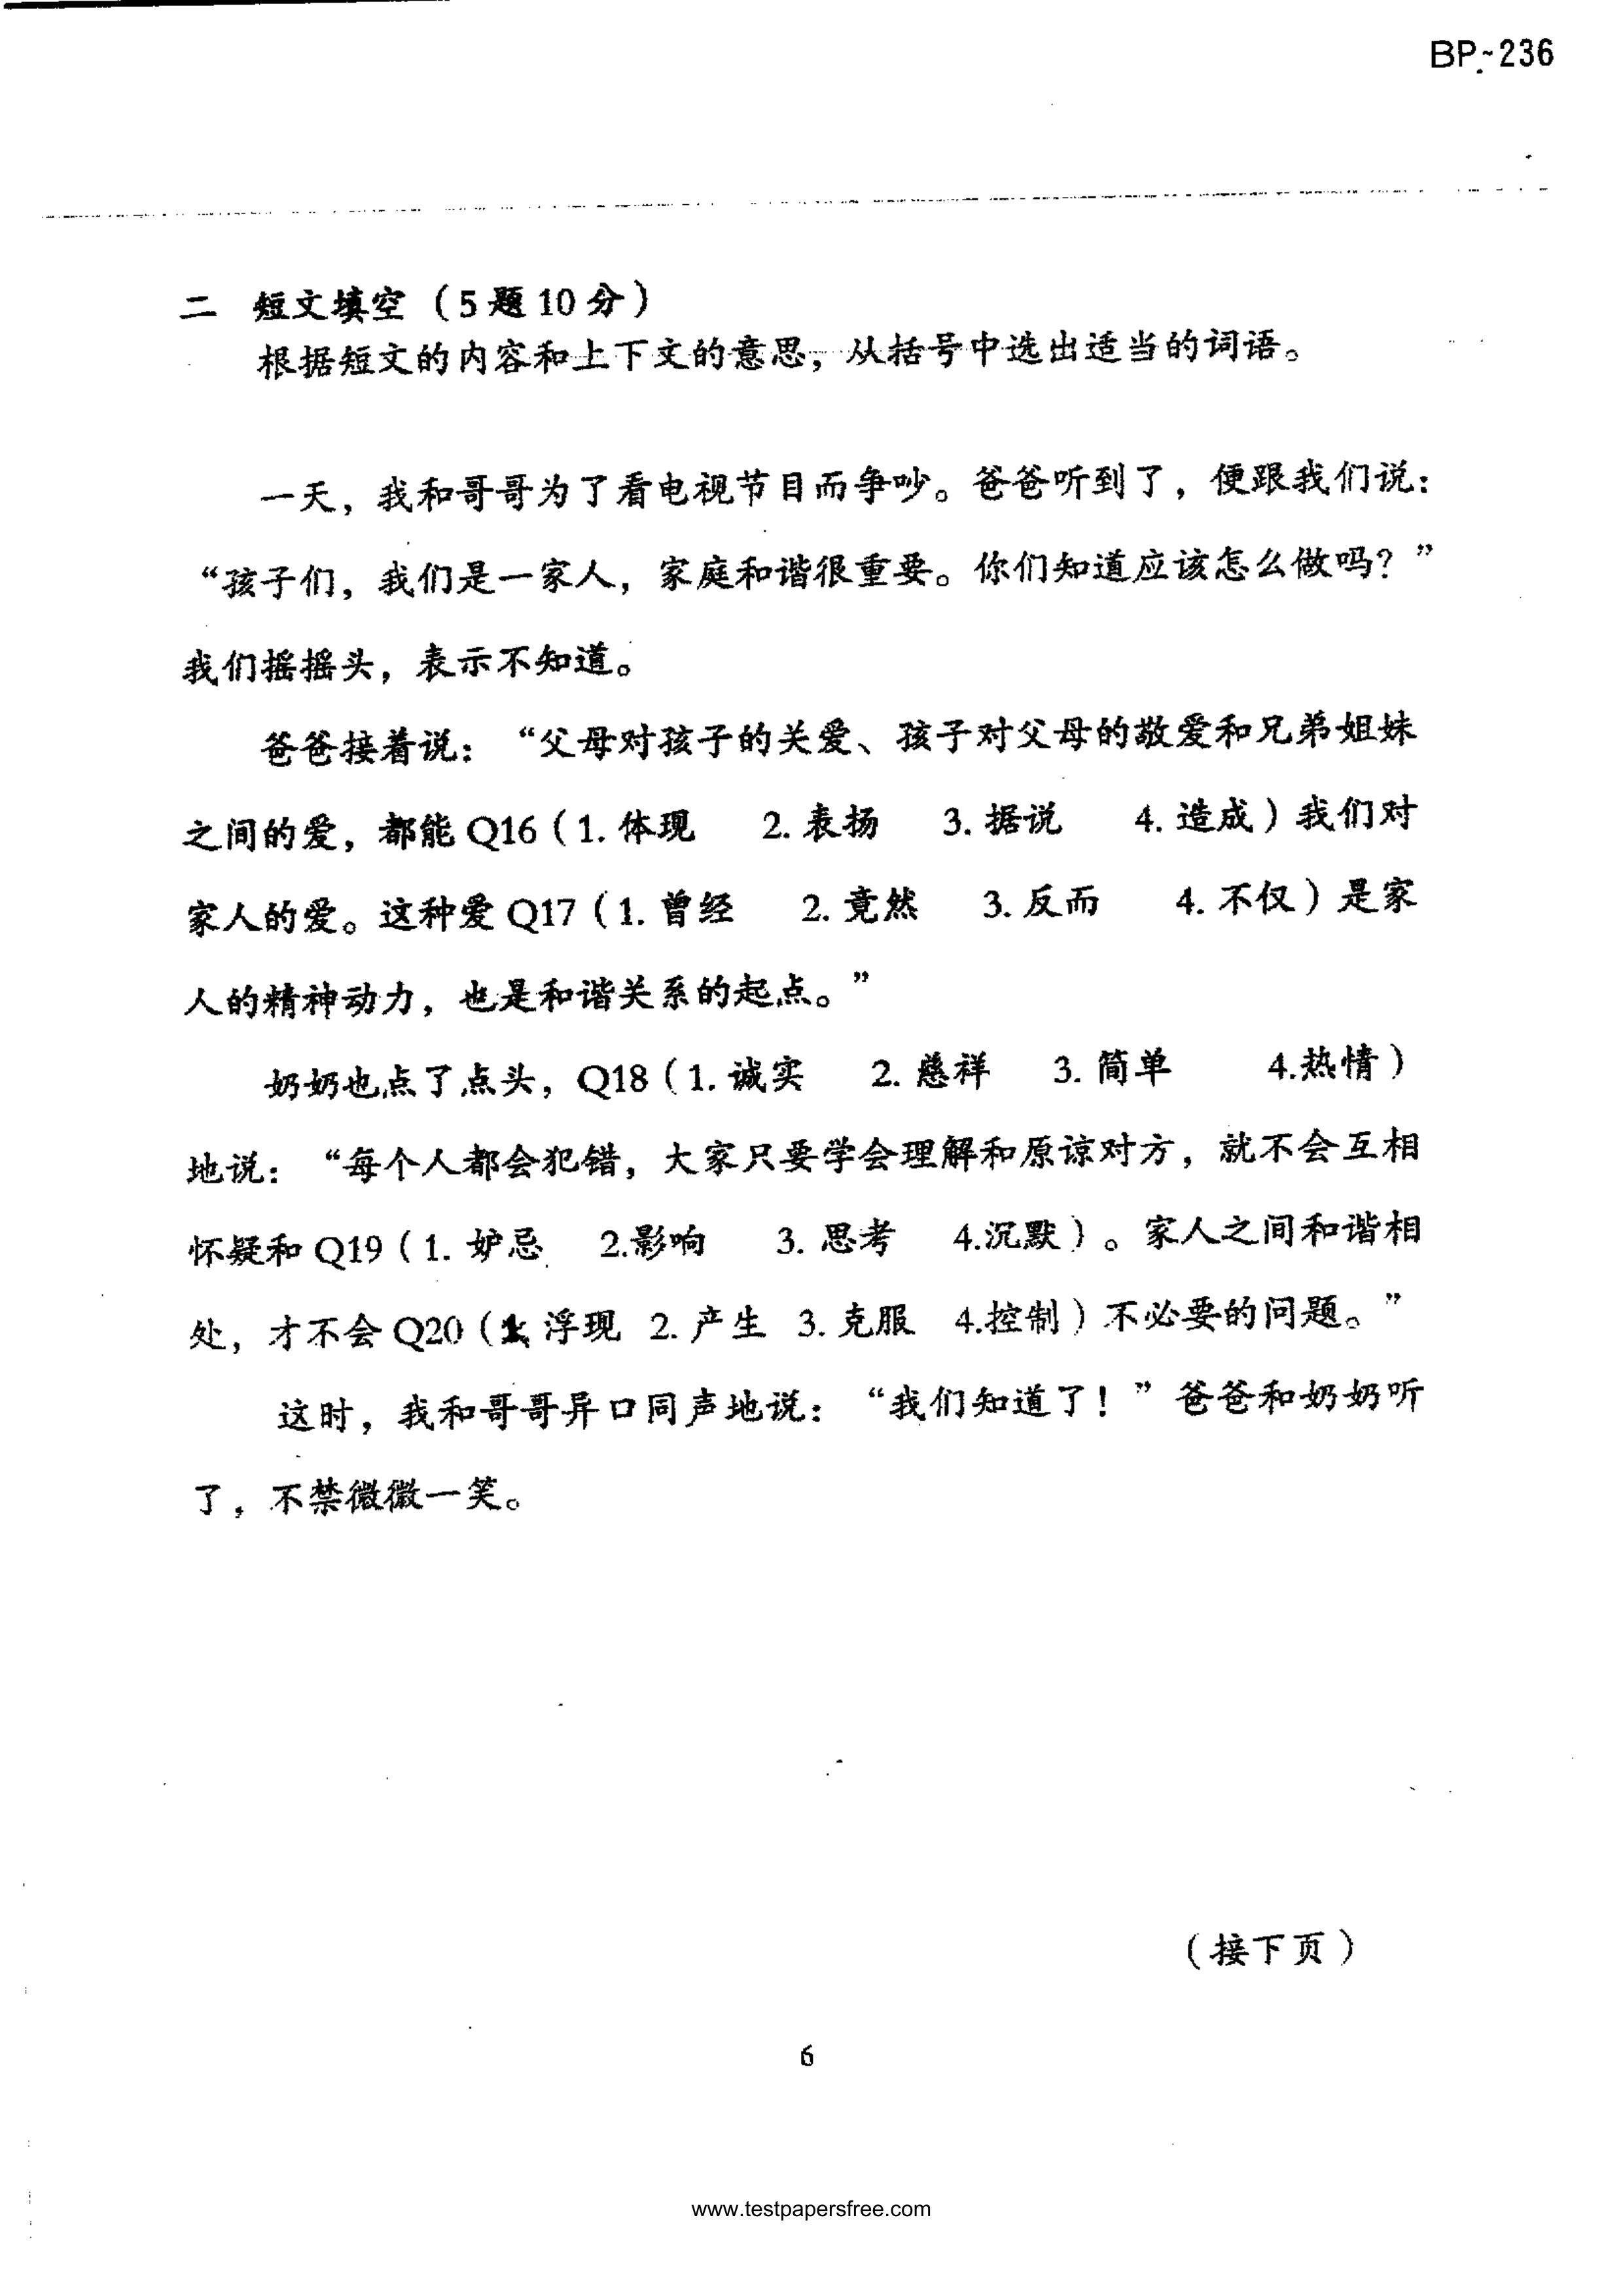 BP~236
二 短文填空（5题10分）
根据短文的内容和上下文的意思，从括号中选出适当的词语。
一天，我和哥哥为了看电视节目而争吵。爸爸听到了，便跟我们说：
“孩子们，我们是一家人，家庭和谐很重要。你们知道应该怎么做吗？”
我们摇摇头，表示不知道。
爸爸接着说：“父母对孩子的关爱、孩子对父母的敬爱和兄弟姐妹
之间的爱，都能Q16（1. 体现 2. 表扬 3. 据说 4. 造成）我们对
家人的爱。这种爱Q17（1. 曾经 2. 竟然 3. 反而 4. 不仅）是家
人的精神动力，也是和谐关系的起点。”
奶奶也点了点头，Q18（1. 诚实 2. 慈祥 3. 简单 4.热情）
地说：“每个人都会犯错，大家只要学会理解和原谅对方，就不会互相
怀疑和Q19（1. 妒忌 2.影响 3. 思考 4.沉默）。家人之间和谐相
处，才不会Q20（1. 浮现 2. 产生 3. 克服 4.控制）不必要的问题。”
这时，我和哥哥异口同声地说：“我们知道了！”爸爸和奶奶听
了，不禁微微一笑。
（接下页）
6
www.testpapersfree.com